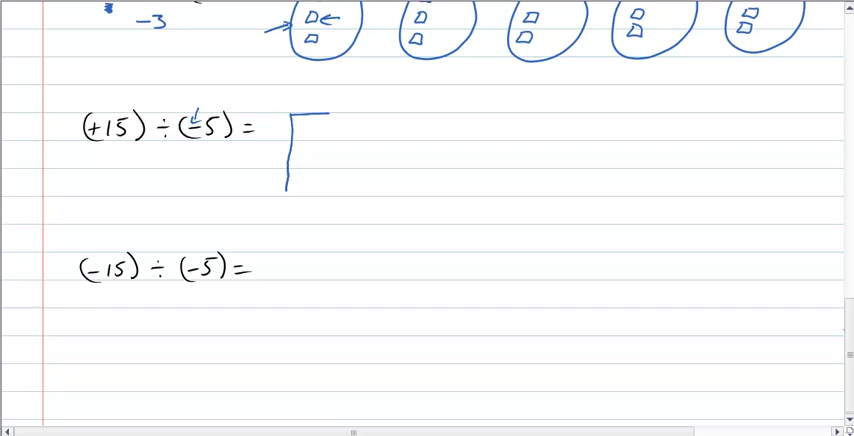 -3
(+15) ÷ (-5) =
(-15) ÷ (-5) =